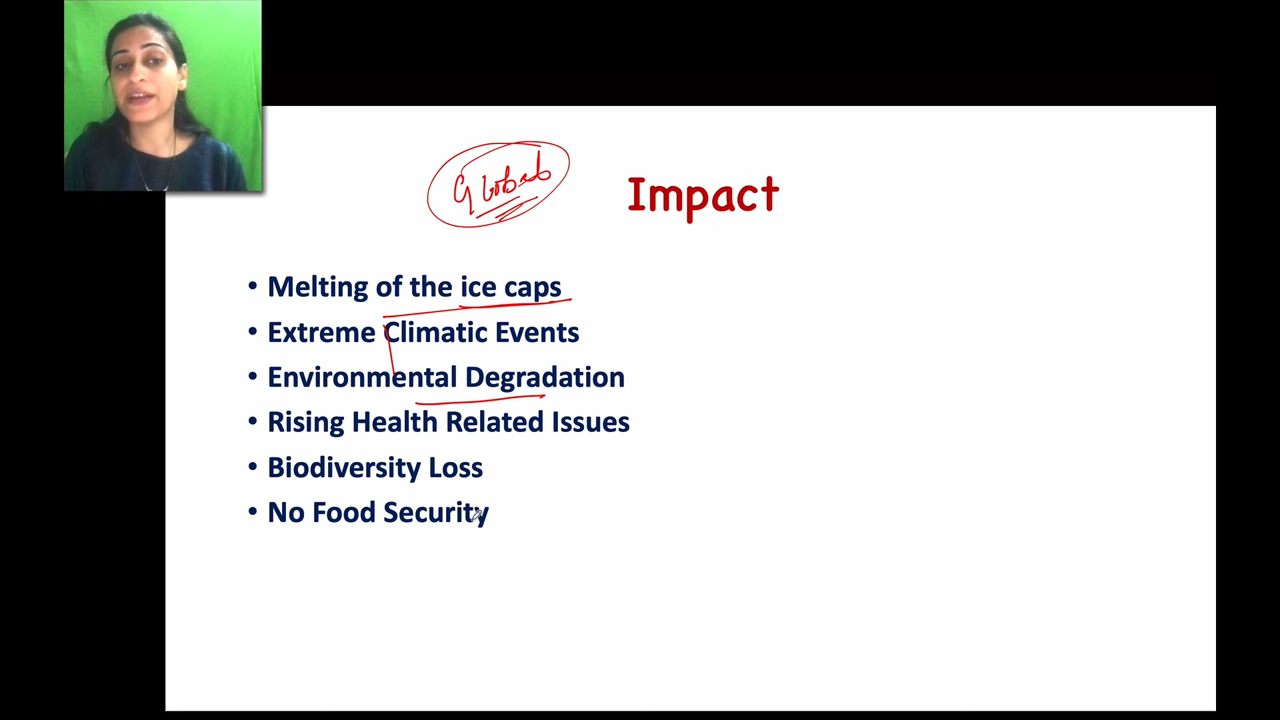 Global
Impact
• Melting of the ice caps
• Extreme Climatic Events
• Environmental Degradation
• Rising Health Related Issues
• Biodiversity Loss
• No Food Security